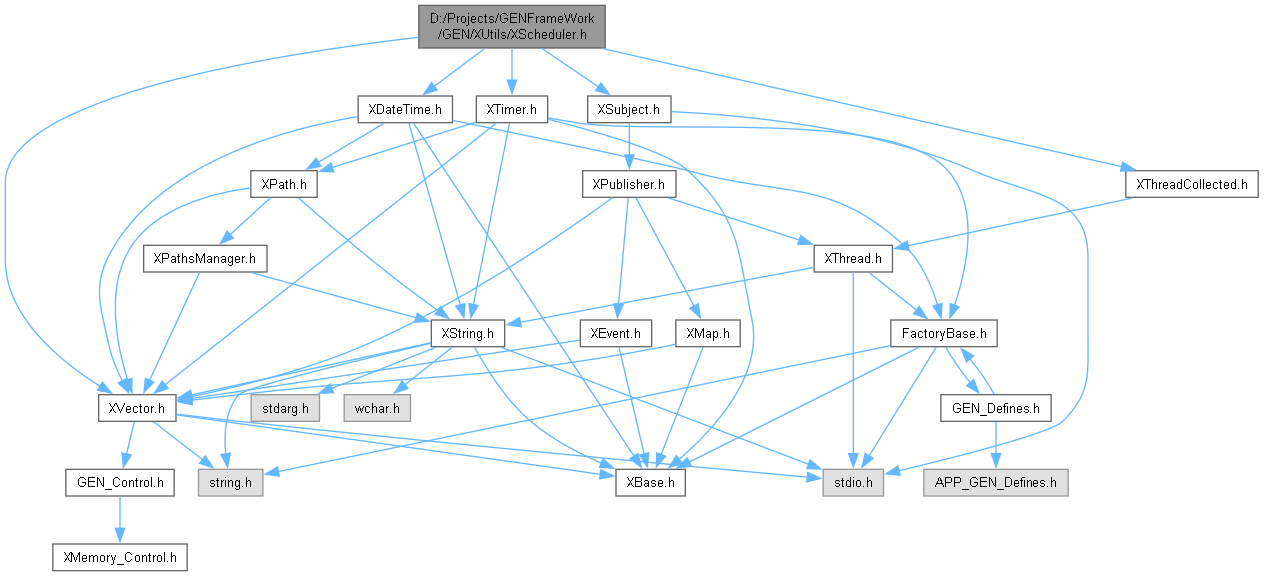 D:/Projects/GENFrameWork
/GEN/XUtils/XScheduler.h
XDateTime.h
XTimer.h
XSubject.h
XPath.h
XPublisher.h
XThreadCollected.h
XPathsManager.h
XThread.h
XString.h
XEvent.h
XMap.h
FactoryBase.h
XVector.h
stdarg.h
wchar.h
GEN_Defines.h
GEN_Control.h
string.h
XBase.h
stdio.h
APP_GEN_Defines.h
XMemory_Control.h